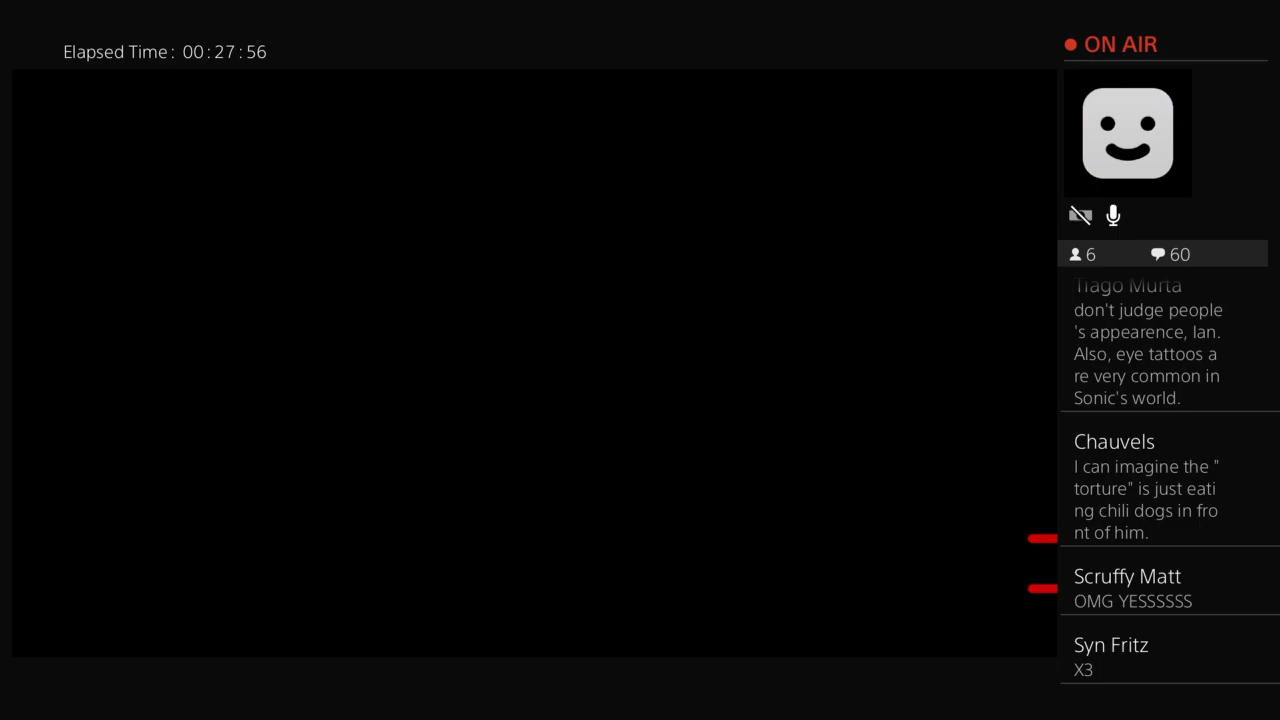 Elapsed Time: 00:27:56
ON AIR
6 60
Tiago Murta
don't judge people
's appearence, Ian.
Also, eye tattoos a
re very common in
Sonic's world.
Chauvels
I can imagine the "
torture" is just eati
ng chili dogs in fro
nt of him.
Scruffy Matt
OMG YESSSSSS
Syn Fritz
X3